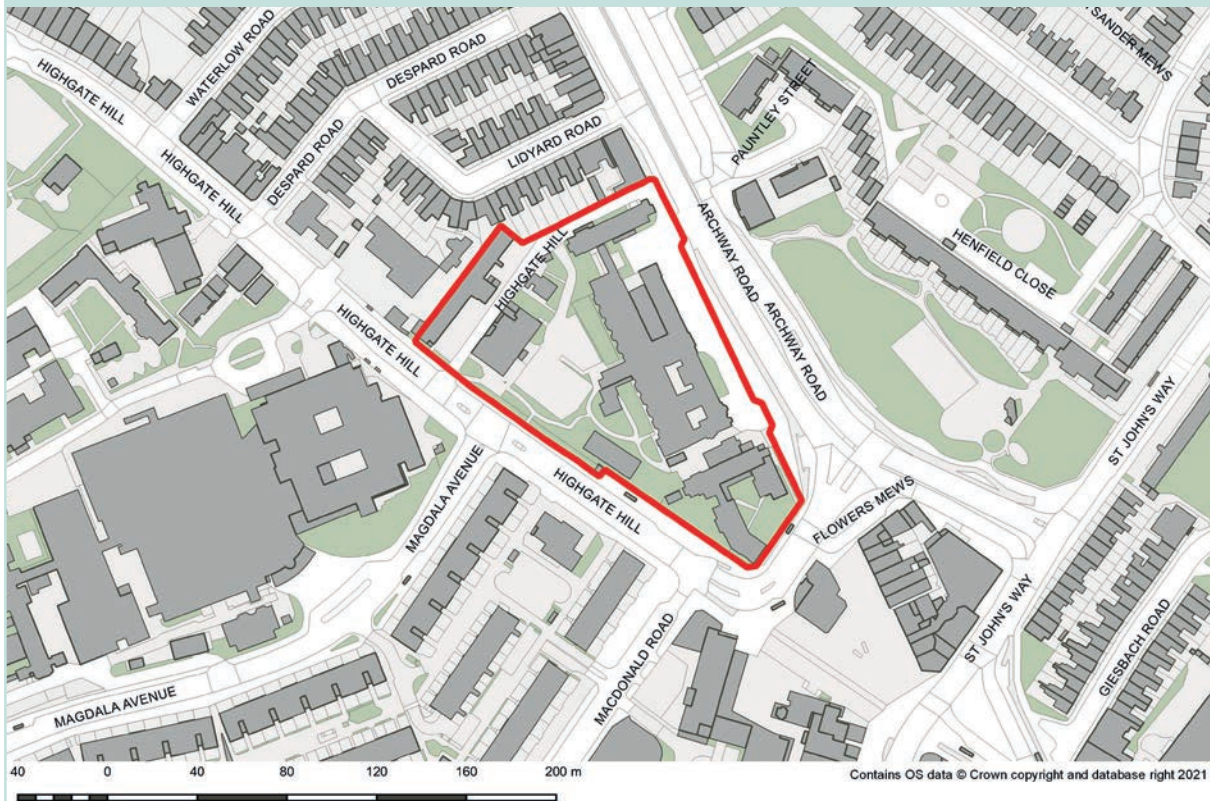 SANDER MEWS
WATERLOW ROAD
DESPARD ROAD
HIGHGATE HILL
PAUNTLEY STREET
LIDYARD ROAD
DESPARD ROAD
HIGHGATE HILL
ARCHWAY ROAD
HENFIELD CLOSE
HIGHGATE HILL
HIGHGATE HILL
ARCHWAY ROAD
ST JOHN'S WAY
MAGDALA AVENUE
HIGHGATE HILL
FLOWERS MEWS
ST JOHN'S WAY
GIESBACH ROAD
MACDONALD ROAD
MAGDALA AVENUE
40 0 40 80 120 160 200 m
Contains OS data © Crown copyright and database right 2021